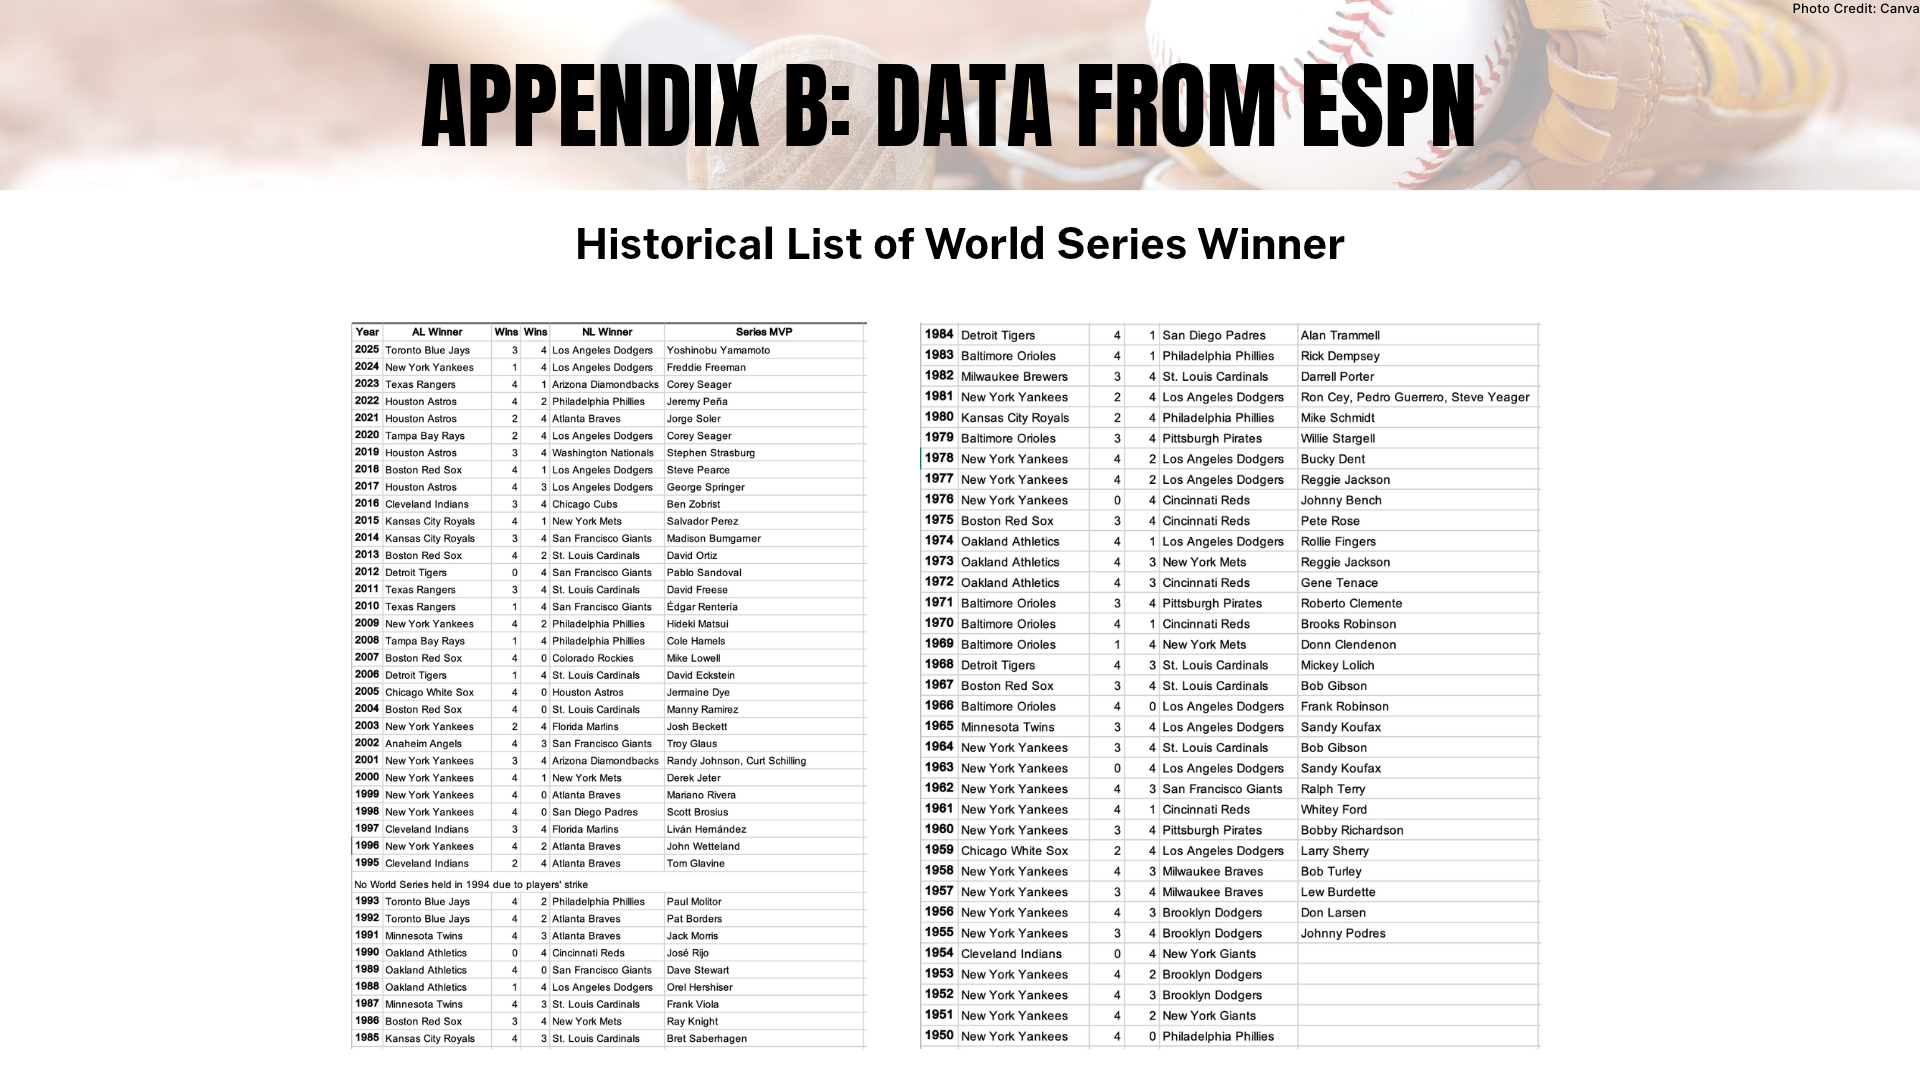 Photo Credit: Canva
APPENDIX B: DATA FROM ESPN
Historical List of World Series Winner
Year AL Winner Wins Wins NL Winner Series MVP
2025 Toronto Blue Jays 3 4 Los Angeles Dodgers Yoshinobu Yamamoto
2024 New York Yankees 1 4 Los Angeles Dodgers Freddie Freeman
2023 Texas Rangers 4 1 Arizona Diamondbacks Corey Seager
2022 Houston Astros 4 2 Philadelphia Phillies Jeremy Peña
2021 Houston Astros 2 4 Atlanta Braves Jorge Soler
2020 Tampa Bay Rays 2 4 Los Angeles Dodgers Corey Seager
2019 Houston Astros 3 4 Washington Nationals Stephen Strasburg
2018 Boston Red Sox 4 1 Los Angeles Dodgers Steve Pearce
2017 Houston Astros 4 3 Los Angeles Dodgers George Springer
2016 Cleveland Indians 3 4 Chicago Cubs Ben Zobrist
2015 Kansas City Royals 4 1 New York Mets Salvador Perez
2014 Kansas City Royals 3 4 San Francisco Giants Madison Bumgarner
2013 Boston Red Sox 4 2 St. Louis Cardinals David Ortiz
2012 Detroit Tigers 0 4 San Francisco Giants Pablo Sandoval
2011 Texas Rangers 3 4 St. Louis Cardinals David Freese
2010 Texas Rangers 1 4 San Francisco Giants Édgar Rentería
2009 New York Yankees 4 2 Philadelphia Phillies Hideki Matsui
2008 Tampa Bay Rays 1 4 Philadelphia Phillies Cole Hamels
2007 Boston Red Sox 4 0 Colorado Rockies Mike Lowell
2006 Detroit Tigers 1 4 St. Louis Cardinals David Eckstein
2005 Chicago White Sox 4 0 Houston Astros Jermaine Dye
2004 Boston Red Sox 4 0 St. Louis Cardinals Manny Ramirez
2003 New York Yankees 2 4 Florida Marlins Josh Beckett
2002 Anaheim Angels 4 3 San Francisco Giants Troy Glaus
2001 New York Yankees 3 4 Arizona Diamondbacks Randy Johnson, Curt Schilling
2000 New York Yankees 4 1 New York Mets Derek Jeter
1999 New York Yankees 4 0 Atlanta Braves Mariano Rivera
1998 New York Yankees 4 0 San Diego Padres Scott Brosius
1997 Cleveland Indians 3 4 Florida Marlins Liván Hernández
1996 New York Yankees 4 2 Atlanta Braves John Wetteland
1995 Cleveland Indians 2 4 Atlanta Braves Tom Glavine
No World Series held in 1994 due to players' strike
1993 Toronto Blue Jays 4 2 Philadelphia Phillies Paul Molitor
1992 Toronto Blue Jays 4 2 Atlanta Braves Pat Borders
1991 Minnesota Twins 4 3 Atlanta Braves Jack Morris
1990 Oakland Athletics 0 4 Cincinnati Reds José Rijo
1989 Oakland Athletics 4 0 San Francisco Giants Dave Stewart
1988 Oakland Athletics 1 4 Los Angeles Dodgers Orel Hershiser
1987 Minnesota Twins 4 3 St. Louis Cardinals Frank Viola
1986 Boston Red Sox 3 4 New York Mets Ray Knight
1985 Kansas City Royals 4 3 St. Louis Cardinals Bret Saberhagen
1984 Detroit Tigers 4 1 San Diego Padres Alan Trammell
1983 Baltimore Orioles 4 1 Philadelphia Phillies Rick Dempsey
1982 Milwaukee Brewers 3 4 St. Louis Cardinals Darrell Porter
1981 New York Yankees 2 4 Los Angeles Dodgers Ron Cey, Pedro Guerrero, Steve Yeager
1980 Kansas City Royals 2 4 Philadelphia Phillies Mike Schmidt
1979 Baltimore Orioles 3 4 Pittsburgh Pirates Willie Stargell
1978 New York Yankees 4 2 Los Angeles Dodgers Bucky Dent
1977 New York Yankees 4 2 Los Angeles Dodgers Reggie Jackson
1976 New York Yankees 0 4 Cincinnati Reds Johnny Bench
1975 Boston Red Sox 3 4 Cincinnati Reds Pete Rose
1974 Oakland Athletics 4 1 Los Angeles Dodgers Rollie Fingers
1973 Oakland Athletics 4 3 New York Mets Reggie Jackson
1972 Oakland Athletics 4 3 Cincinnati Reds Gene Tenace
1971 Baltimore Orioles 3 4 Pittsburgh Pirates Roberto Clemente
1970 Baltimore Orioles 4 1 Cincinnati Reds Brooks Robinson
1969 Baltimore Orioles 1 4 New York Mets Donn Clendenon
1968 Detroit Tigers 4 3 St. Louis Cardinals Mickey Lolich
1967 Boston Red Sox 3 4 St. Louis Cardinals Bob Gibson
1966 Baltimore Orioles 4 0 Los Angeles Dodgers Frank Robinson
1965 Minnesota Twins 3 4 Los Angeles Dodgers Sandy Koufax
1964 New York Yankees 3 4 St. Louis Cardinals Bob Gibson
1963 New York Yankees 0 4 Los Angeles Dodgers Sandy Koufax
1962 New York Yankees 4 3 San Francisco Giants Ralph Terry
1961 New York Yankees 4 1 Cincinnati Reds Whitey Ford
1960 New York Yankees 3 4 Pittsburgh Pirates Bobby Richardson
1959 Chicago White Sox 2 4 Los Angeles Dodgers Larry Sherry
1958 New York Yankees 4 3 Milwaukee Braves Bob Turley
1957 New York Yankees 3 4 Milwaukee Braves Lew Burdette
1956 New York Yankees 4 3 Brooklyn Dodgers Don Larsen
1955 New York Yankees 3 4 Brooklyn Dodgers Johnny Podres
1954 Cleveland Indians 0 4 New York Giants
1953 New York Yankees 4 2 Brooklyn Dodgers
1952 New York Yankees 4 3 Brooklyn Dodgers
1951 New York Yankees 4 2 New York Giants
1950 New York Yankees 4 0 Philadelphia Phillies